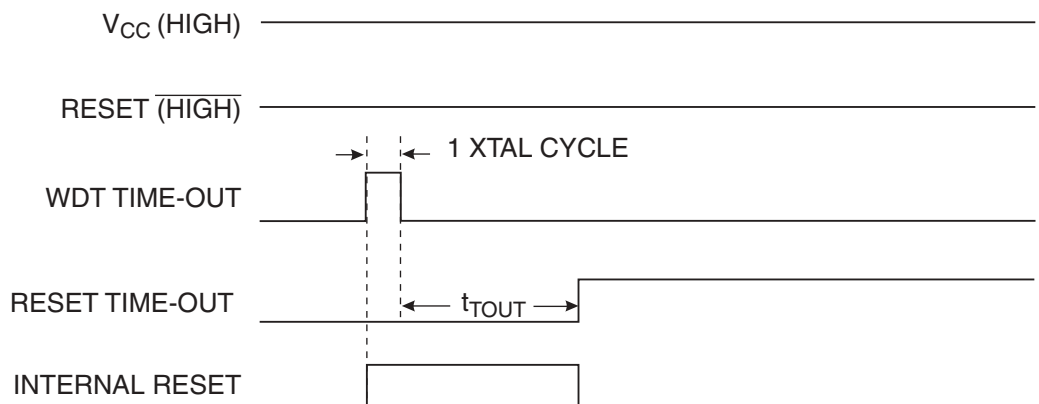 VCC (HIGH)
RESET (HIGH)
1 XTAL CYCLE
WDT TIME-OUT
RESET TIME-OUT
tTOUT
INTERNAL RESET